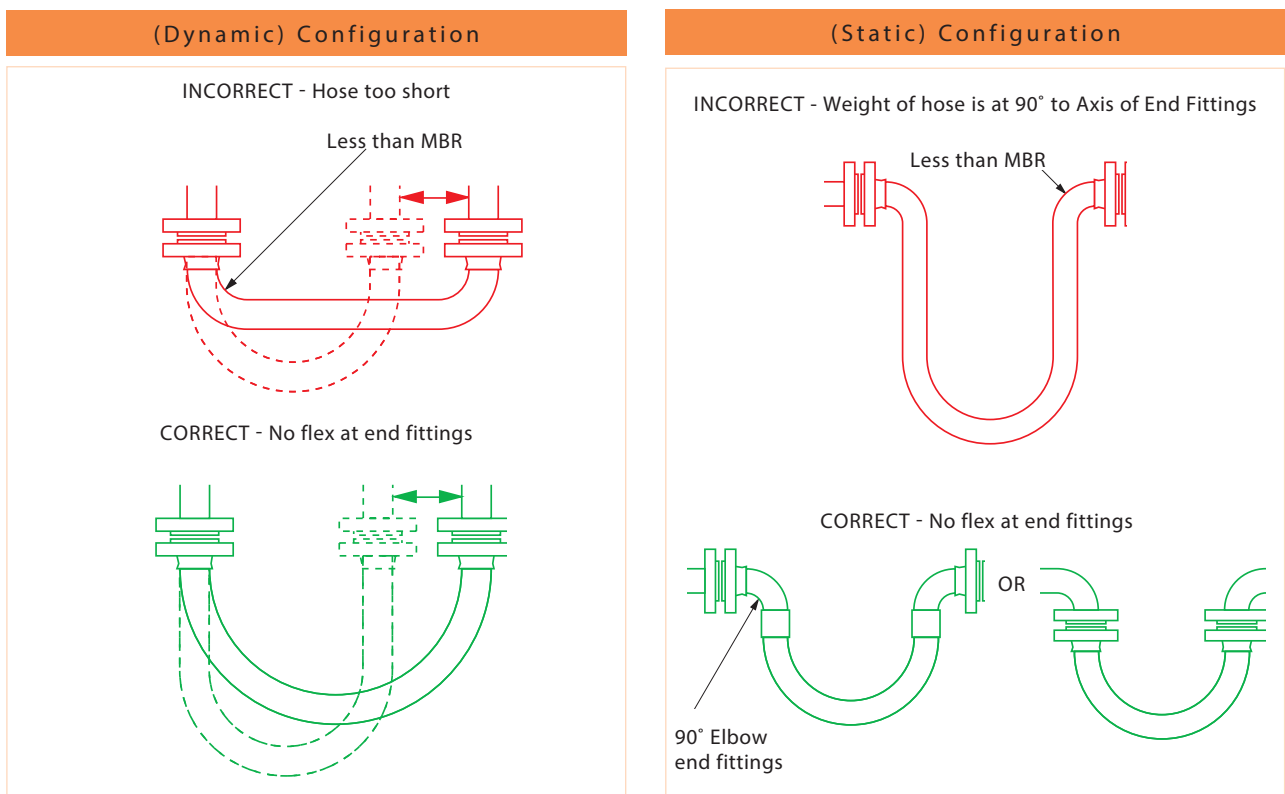 (Dynamic) Configuration
INCORRECT - Hose too short
Less than MBR
CORRECT - No flex at end fittings
(Static) Configuration
INCORRECT - Weight of hose is at 90˚ to Axis of End Fittings
Less than MBR
CORRECT - No flex at end fittings
OR
90˚ Elbow
end fittings